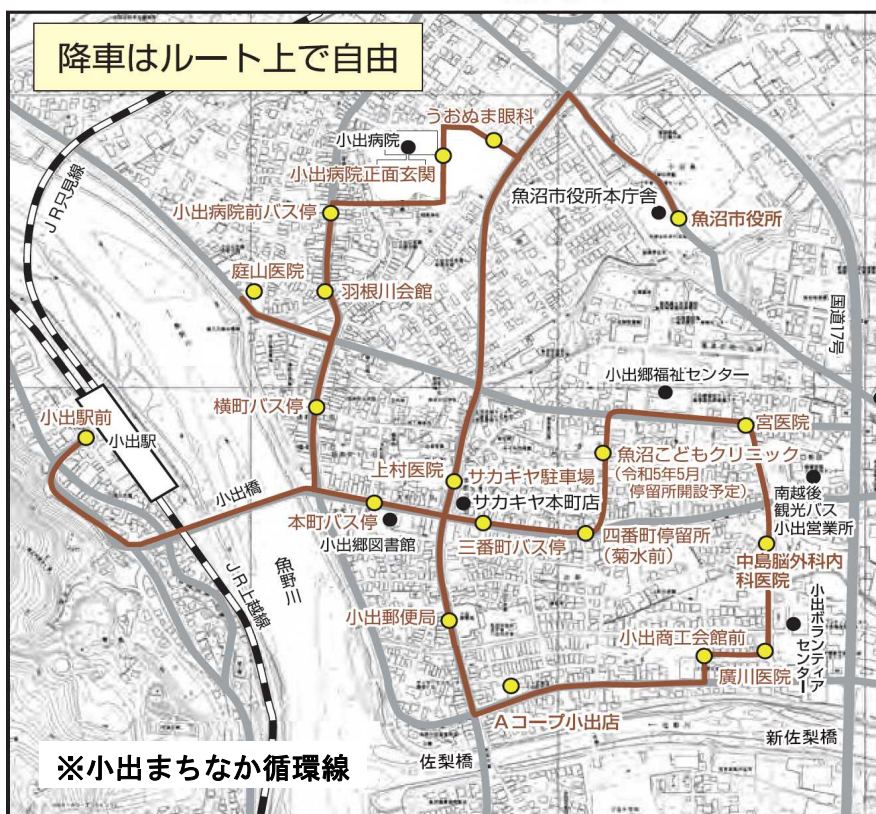 降車はルート上で自由
うおぬま眼科
小出病院
小出病院正面玄関
JR只見線
小出病院前バス停
魚沼市役所本庁舎
魚沼市役所
庭山医院
羽根川会館
国道17号
小出郷福祉センター
横町バス停
宮医院
小出駅前
小出駅
魚沼こどもクリニック
(令和5年5月
停留所開設予定)
上村医院
サカキヤ駐車場
サカキヤ本町店
南越後
観光バス
小出営業所
小出橋
本町バス停
小出郷図書館
三番町バス停
四番町停留所
(菊水前)
中島脳外科内
科医院
魚野川
JR上越線
小出郵便局
小出商工会館前
小出ボランティア
センター
廣川医院
Aコープ小出店
新佐梨橋
佐梨橋
※小出まちなか循環線